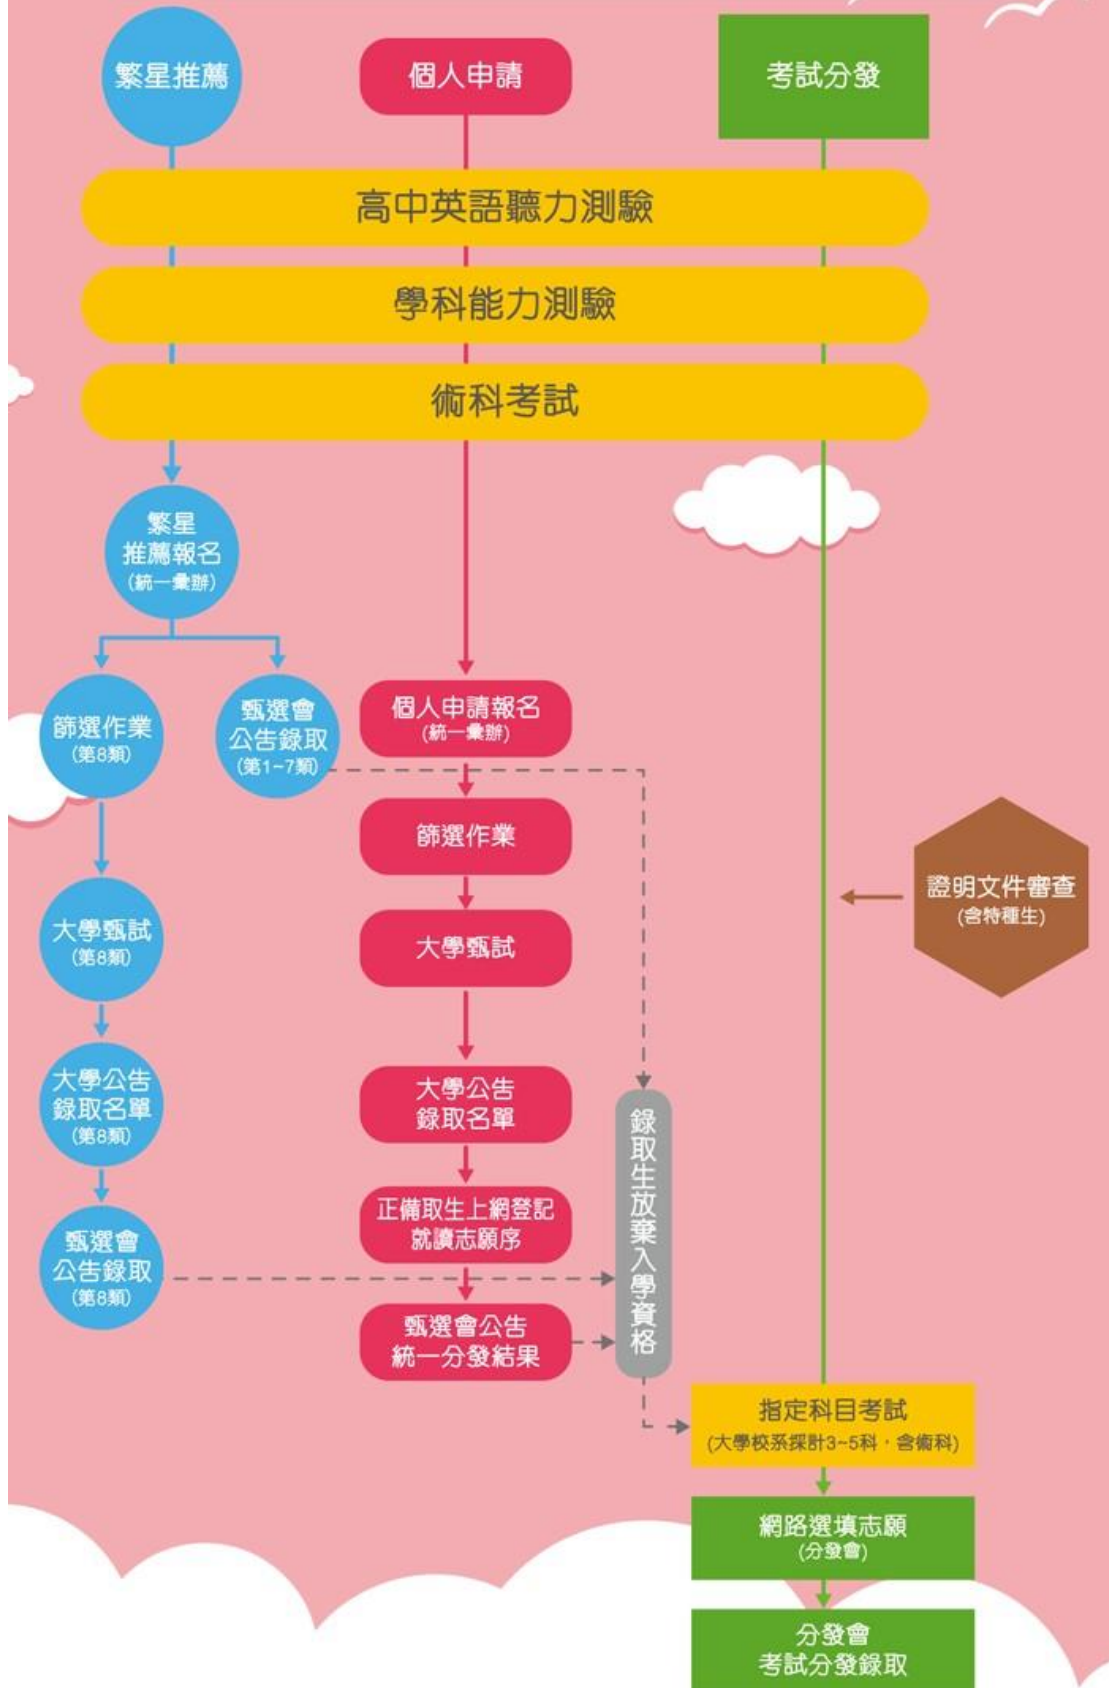 繁星推薦
個人申請
考試分發
高中英語聽力測驗
學科能力測驗
術科考試
繁星
推薦報名
(統一彙辦)
篩選作業
(第8類)
甄選會
公告錄取
(第1~7類)
個人申請報名
(統一彙辦)
篩選作業
大學甄試
(第8類)
大學甄試
證明文件審查
(含特種生)
大學公告
錄取名單
(第8類)
大學公告
錄取名單
錄取生放棄入學資格
正備取生上網登記
就讀志願序
甄選會
公告錄取
(第8類)
甄選會公告
統一分發結果
指定科目考試
(大學校系採計3~5科，含術科)
網路選填志願
(分發會)
分發會
考試分發錄取